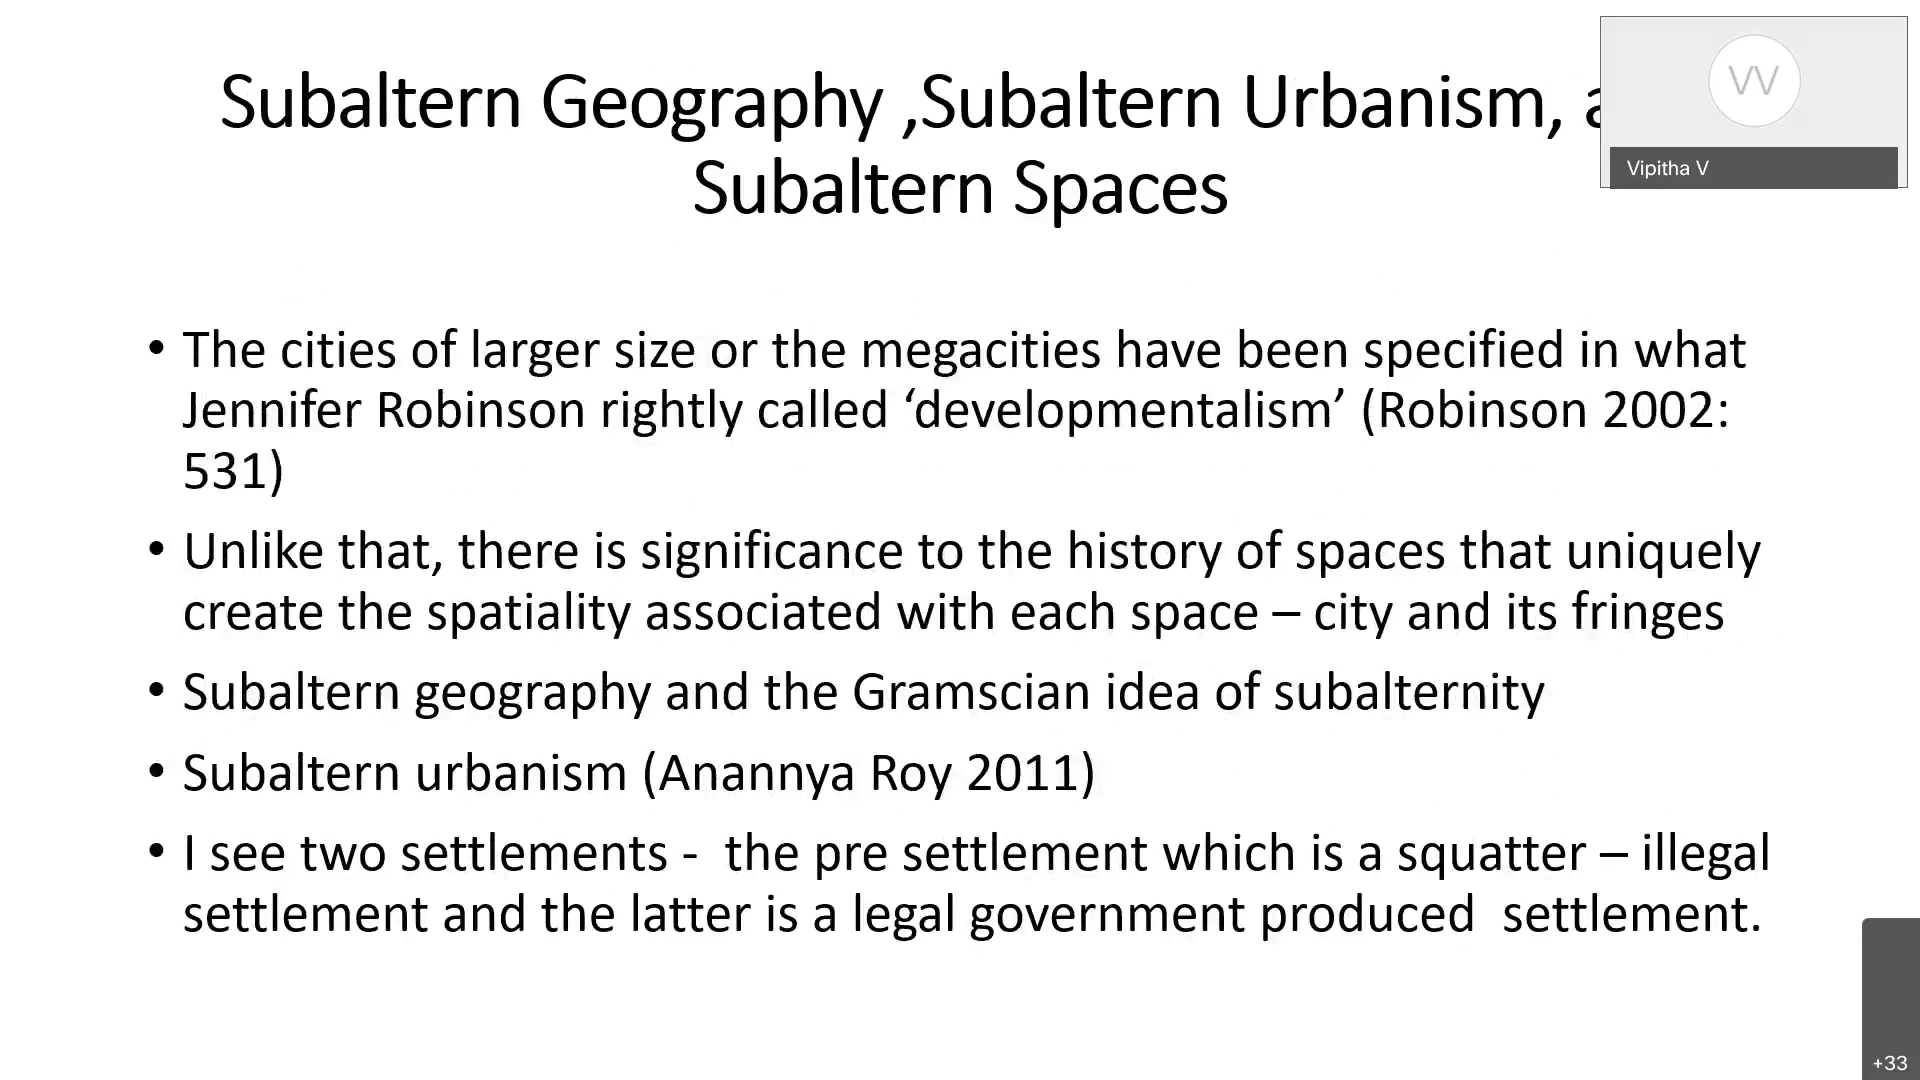 Subaltern Geography ,Subaltern Urbanism,
Subaltern Spaces
VV
Vipitha V
• The cities of larger size or the megacities have been specified in what
Jennifer Robinson rightly called ‘developmentalism’ (Robinson 2002:
531)
• Unlike that, there is significance to the history of spaces that uniquely
create the spatiality associated with each space – city and its fringes
• Subaltern geography and the Gramscian idea of subalternity
• Subaltern urbanism (Anannya Roy 2011)
• I see two settlements -  the pre settlement which is a squatter – illegal
settlement and the latter is a legal government produced  settlement.
+33